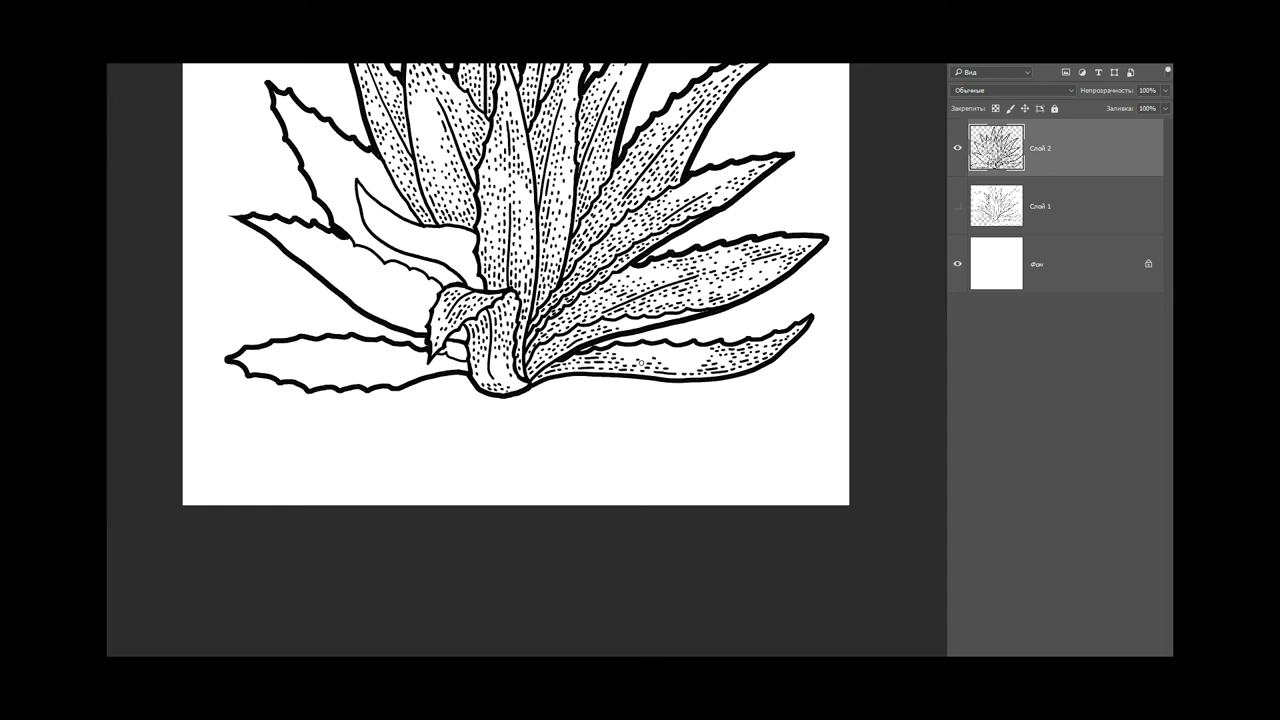 Вид
Обычные Непрозрачность: 100%
Закрепить: Заливка: 100%
Слой 2
Слой 1
Фон